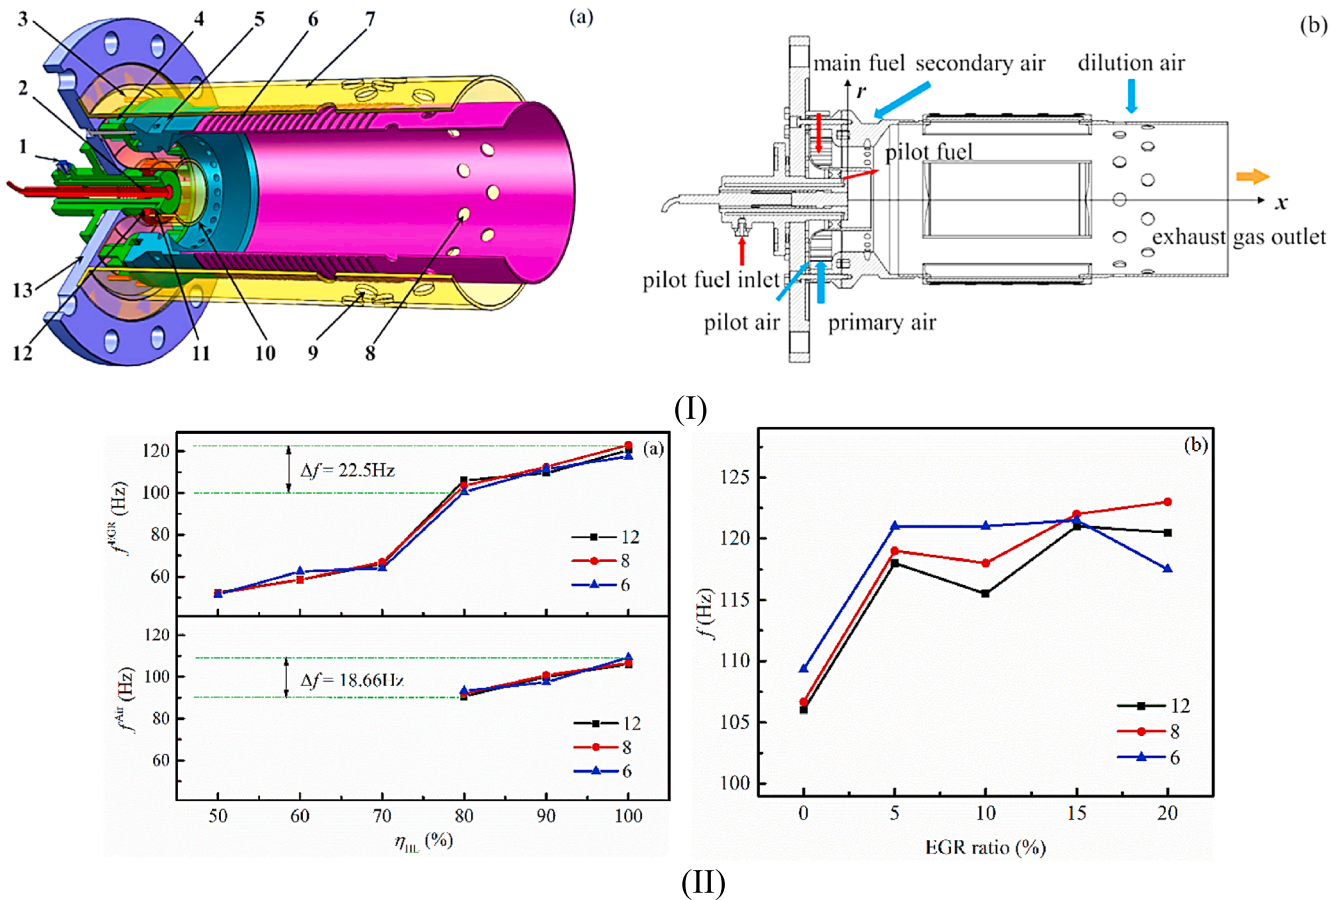 3 4 5 6 7 (a)
2
1
13
12 11 10 9 8
(b)
main fuel secondary air dilution air
r
pilot fuel
x
exhaust gas outlet
pilot fuel inlet
pilot air primary air
(I)
(a)
120
100
80
60
f^EGR (Hz)
Δf = 22.5Hz
12
8
6
120
100
80
60
f^Air (Hz)
Δf = 18.66Hz
12
8
6
50 60 70 80 90 100
η_HL (%)
(b)
125
120
115
110
105
100
f (Hz)
12
8
6
0 5 10 15 20
EGR ratio (%)
(II)